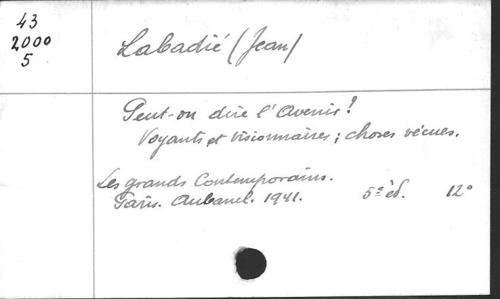 43
2000
5
Labadié (Jean)
Peut-on dire l'Avenir?
Voyants et Visionnaires; choses vécues.
Les grands Contemporains.
Paris. Aubanel. 1941. 5e éd. 12°